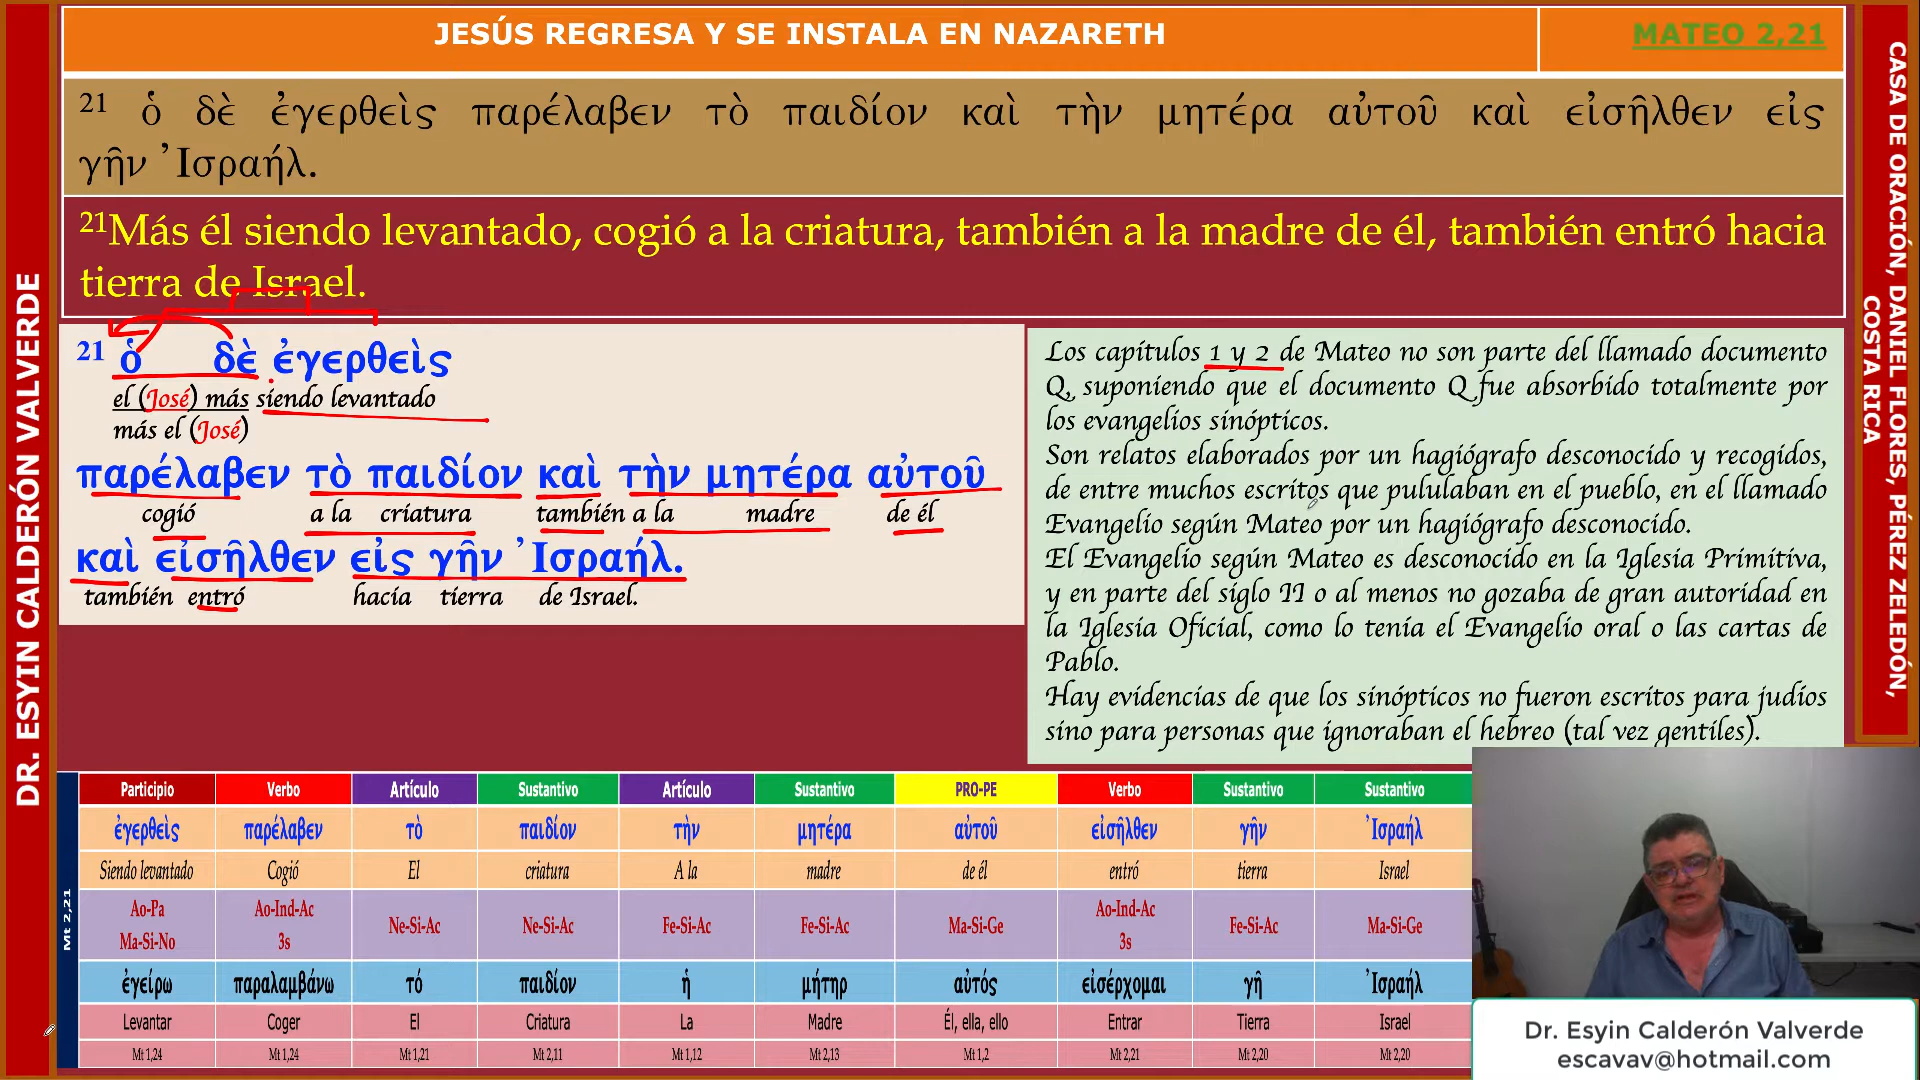 JESÚS REGRESA Y SE INSTALA EN NAZARETH
MATEO 2,21
21 ὁ δὲ ἐγερθεὶς παρέλαβεν τὸ παιδίον καὶ τὴν μητέρα αὐτοῦ καὶ εἰσῆλθεν εἰς
γῆν Ἰσραήλ.
21Más él siendo levantado, cogió a la criatura, también a la madre de él, también entró hacia
tierra de Israel.
21 ὁ δὲ ἐγερθεὶς
el (José) más siendo levantado
más el (José)
παρέλαβεν τὸ παιδίον καὶ τὴν μητέρα αὐτοῦ
cogió a la criatura también a la madre de él
καὶ εἰσῆλθεν εἰς γῆν Ἰσραήλ.
también entró hacia tierra de Israel.
Los capítulos 1 y 2 de Mateo no son parte del llamado documento
Q, suponiendo que el documento Q fue absorbido totalmente por
los evangelios sinópticos.
Son relatos elaborados por un hagiógrafo desconocido y recogidos,
de entre muchos escritos que pululaban en el pueblo, en el llamado
Evangelio según Mateo por un hagiógrafo desconocido.
El Evangelio según Mateo es desconocido en la Iglesia Primitiva,
y en parte del siglo II o al menos no gozaba de gran autoridad en
la Iglesia Oficial, como lo tenía el Evangelio oral o las cartas de
Pablo.
Hay evidencias de que los sinópticos no fueron escritos para judíos
sino para personas que ignoraban el hebreo (tal vez gentiles).
Mt 2,21
Participio Verbo Artículo Sustantivo Artículo Sustantivo PRO-PE Verbo Sustantivo Sustantivo
ἐγερθεὶς παρέλαβεν τὸ παιδίον τὴν μητέρα αὐτοῦ εἰσῆλθεν γῆν Ἰσραήλ
Siendo levantado Cogió El criatura A la madre de él entró tierra Israel
Ao-Pa Ao-Ind-Ac Ne-Si-Ac Ne-Si-Ac Fe-Si-Ac Fe-Si-Ac Ma-Si-Ge Ao-Ind-Ac Fe-Si-Ac Ma-Si-Ge
Ma-Si-No 3s 3s
ἐγείρω παραλαμβάνω τό παιδίον ἡ μήτηρ αὐτός εἰσέρχομαι γῆ Ἰσραήλ
Levantar Coger El Criatura La Madre Él, ella, ello Entrar Tierra Israel
Mt 1,24 Mt 1,24 Mt 1,21 Mt 2,11 Mt 1,12 Mt 2,13 Mt 1,2 Mt 2,21 Mt 2,20 Mt 2,20
DR. ESYIN CALDERÓN VALVERDE
CASA DE ORACIÓN, DANIEL FLORES, PÉREZ ZELEDÓN,
COSTA RICA
Dr. Esyin Calderón Valverde
escavav@hotmail.com